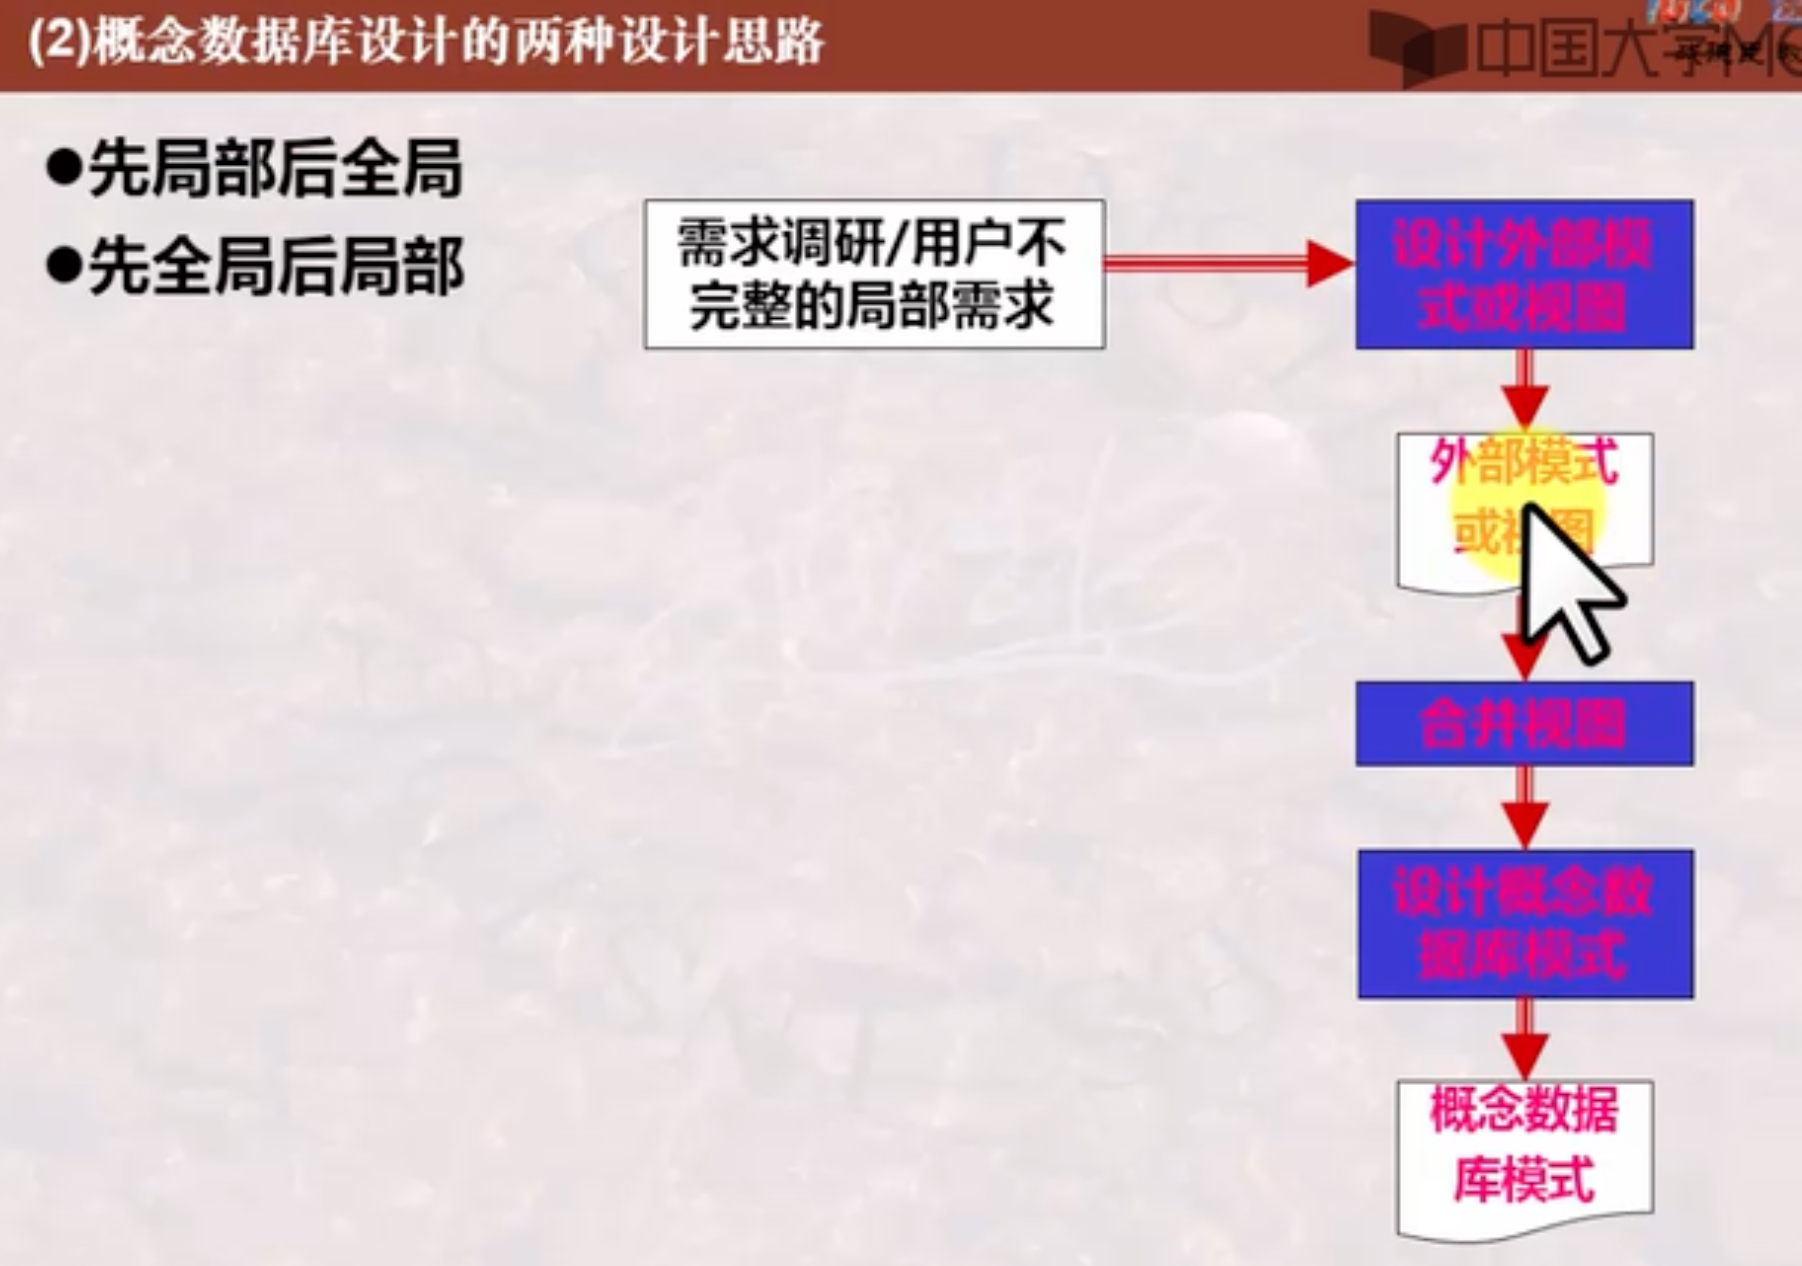 (2)概念数据库设计的两种设计思路
中国大学MO
●先局部后全局
●先全局后局部
需求调研/用户不
完整的局部需求
设计外部模
式或视图
外部模式
或视图
合并视图
设计概念数
据库模式
概念数据
库模式